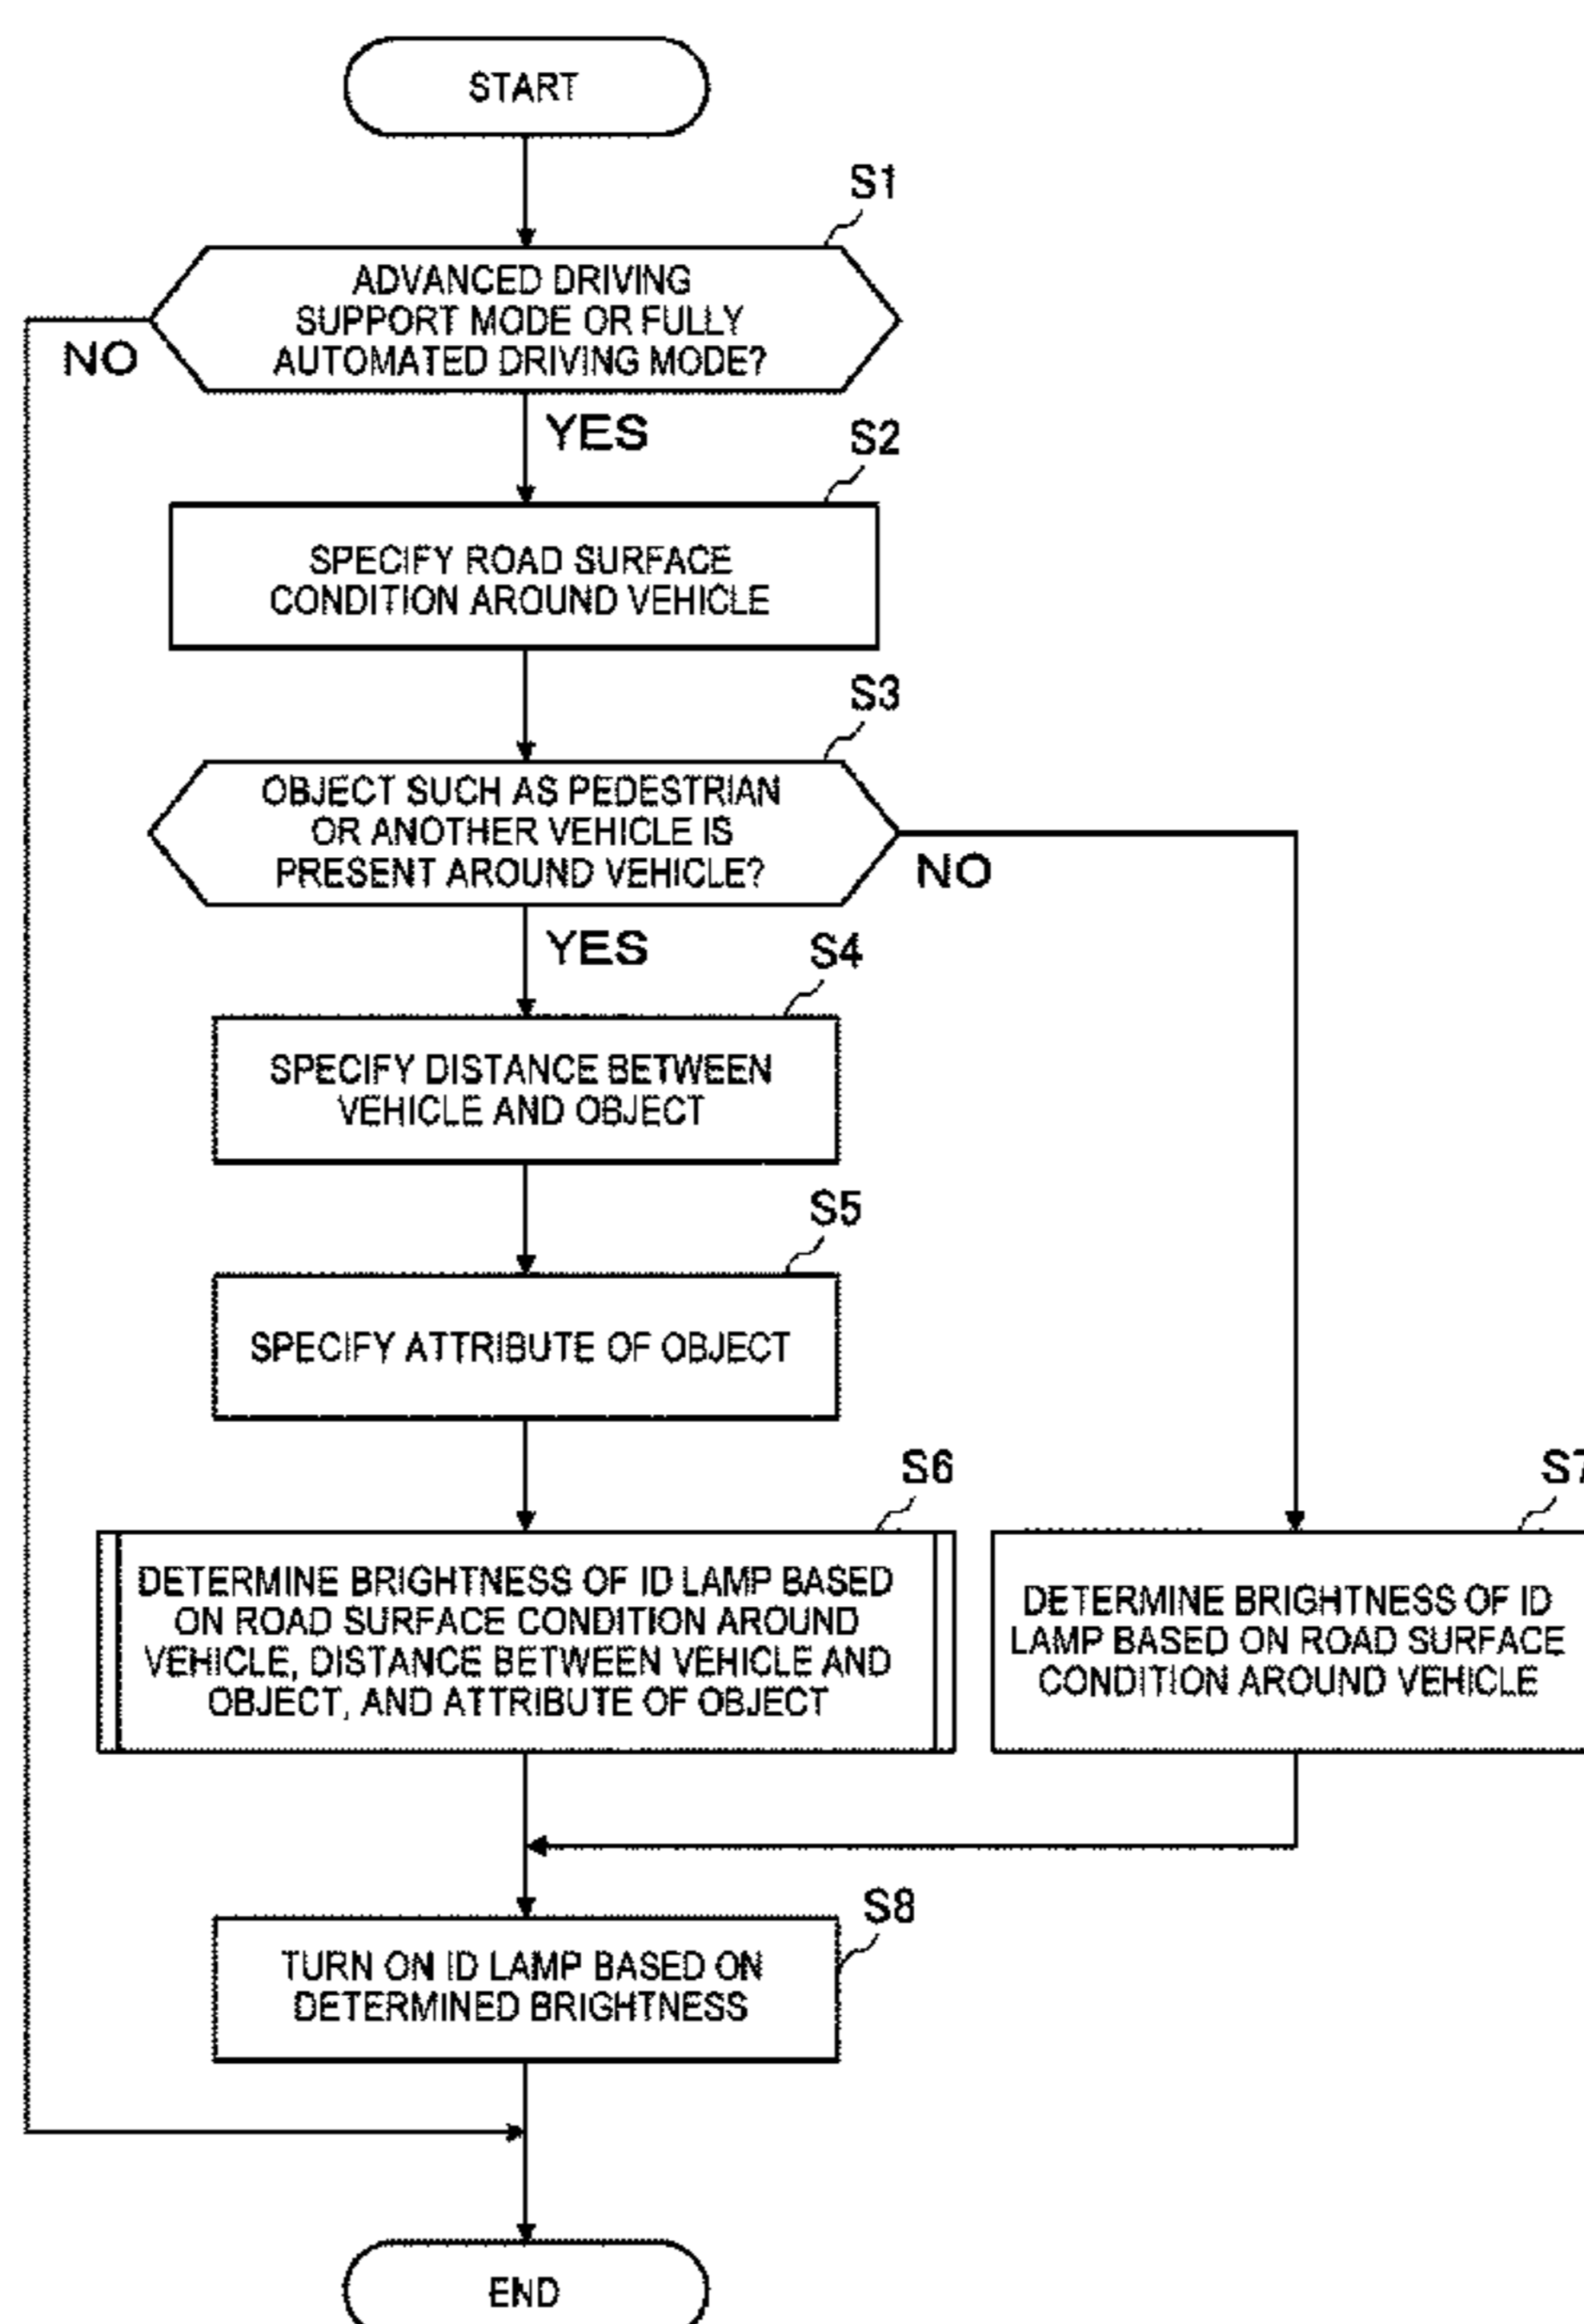 START
S1
ADVANCED DRIVING
SUPPORT MODE OR FULLY
AUTOMATED DRIVING MODE?
NO
YES
S2
SPECIFY ROAD SURFACE
CONDITION AROUND VEHICLE
S3
OBJECT SUCH AS PEDESTRIAN
OR ANOTHER VEHICLE IS
PRESENT AROUND VEHICLE?
NO
YES
S4
SPECIFY DISTANCE BETWEEN
VEHICLE AND OBJECT
S5
SPECIFY ATTRIBUTE OF OBJECT
S6
DETERMINE BRIGHTNESS OF ID LAMP BASED
ON ROAD SURFACE CONDITION AROUND
VEHICLE, DISTANCE BETWEEN VEHICLE AND
OBJECT, AND ATTRIBUTE OF OBJECT
S7
DETERMINE BRIGHTNESS OF ID
LAMP BASED ON ROAD SURFACE
CONDITION AROUND VEHICLE
S8
TURN ON ID LAMP BASED ON
DETERMINED BRIGHTNESS
END